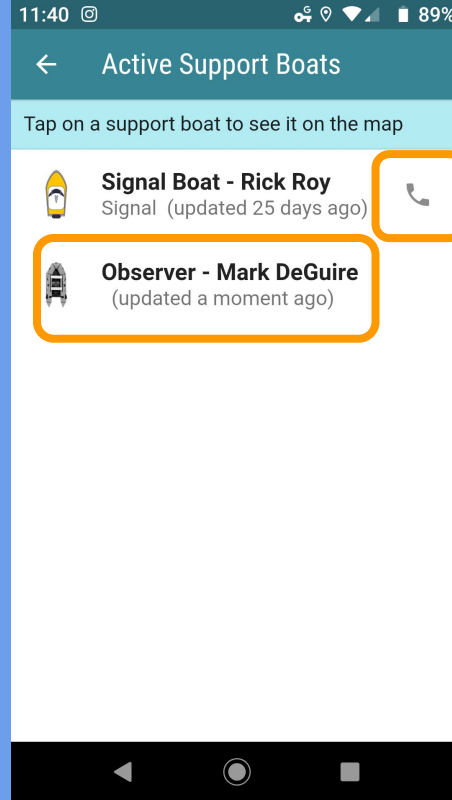 11:40 89%
Active Support Boats
Tap on a support boat to see it on the map
Signal Boat - Rick Roy
Signal (updated 25 days ago)
Observer - Mark DeGuire
(updated a moment ago)